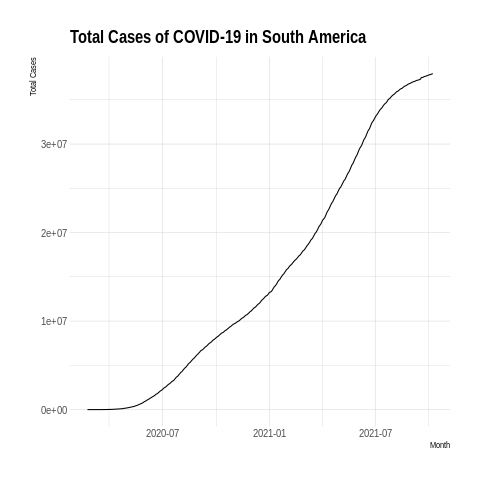 Total Cases of COVID-19 in South America
Total Cases
3e+07
2e+07
1e+07
0e+00
2020-07
2021-01
2021-07
Month